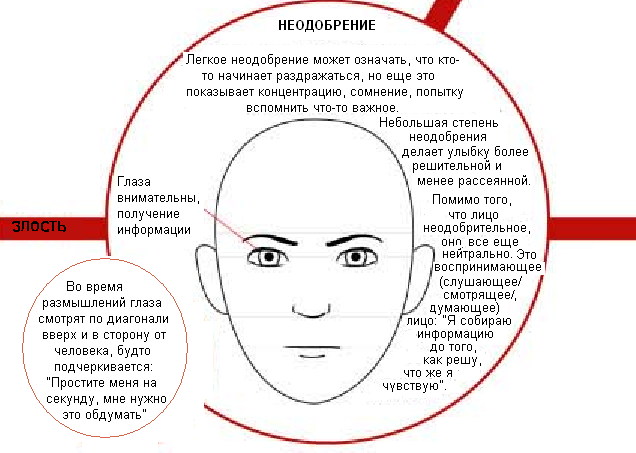 НЕОДОБРЕНИЕ
Легкое неодобрение может означать, что кто-
то начинает раздражаться, но еще это
показывает концентрацию, сомнение, попытку
вспомнить что-то важное.
Небольшая степень
неодобрения
делает улыбку более
решительной и
менее рассеянной.
Глаза
внимательны,
получение
информации
Помимо того,
что лицо
неодобрительное,
оно все еще
нейтрально. Это
воспринимающее
(слушающее/
смотрящее/,
думающее)
лицо: "Я собираю
информацию
до того,
как решу,
что же я
чувствую".
ЗЛОСТЬ
Во время
размышлений глаза
смотрят по диагонали
вверх и в сторону от
человека, будто
подчеркивается:
"Простите меня на
секунду, мне нужно
это обдумать"